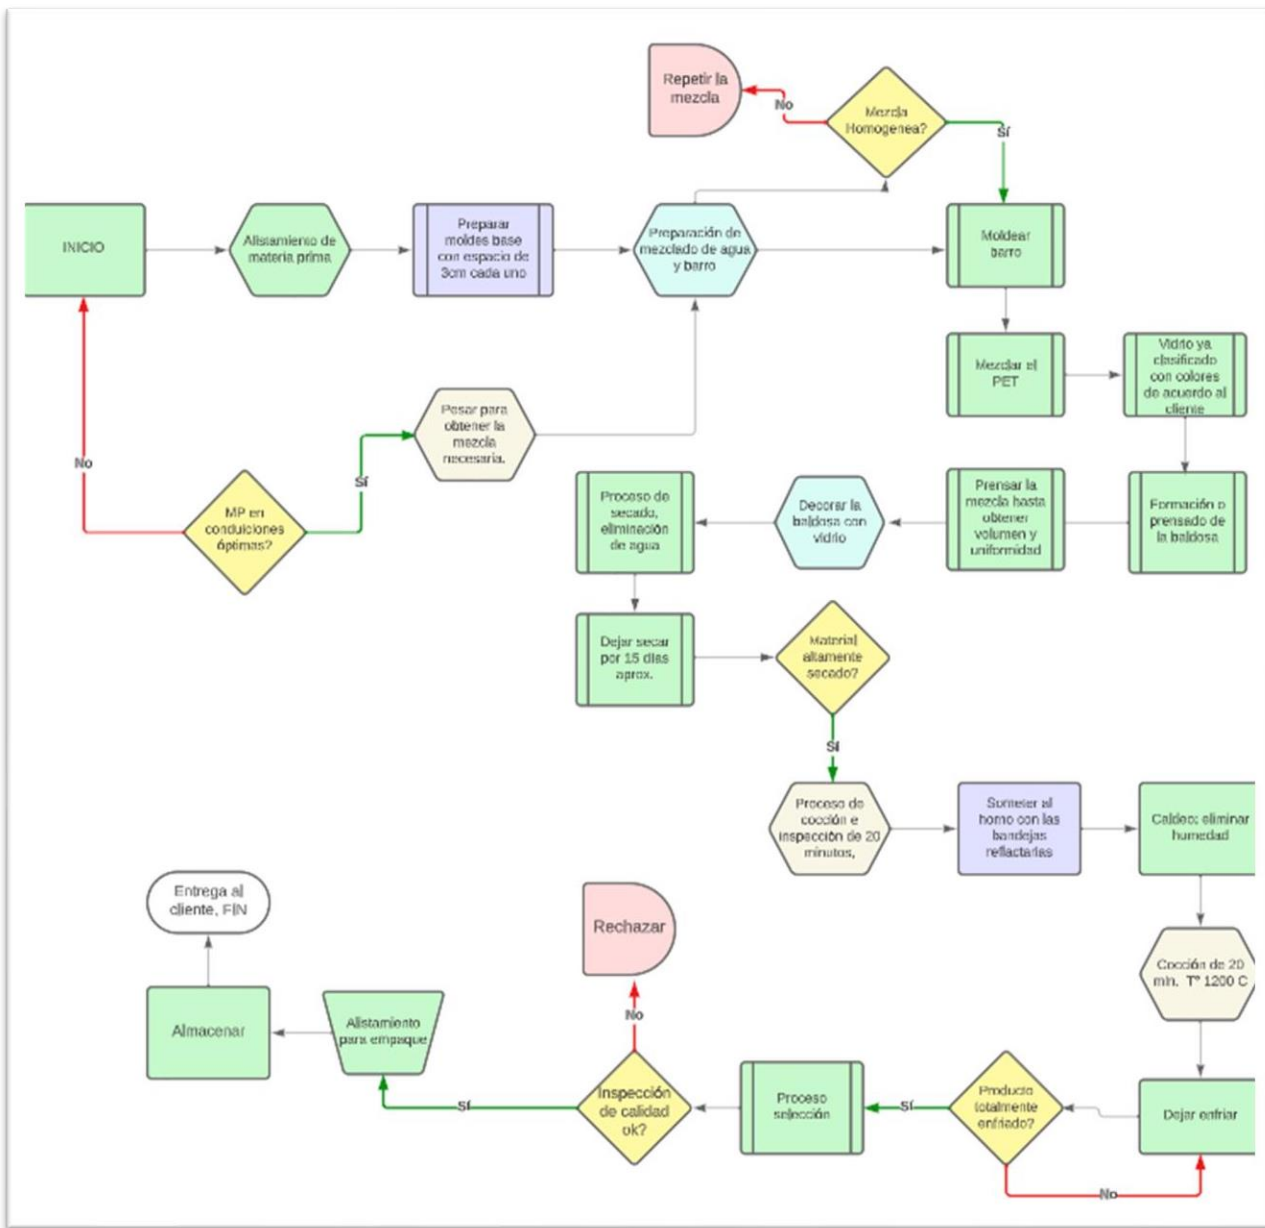 Repetir la
mezcla
No
Mezcla
Homogenea?
Sí
INICIO
Alistamiento de
materia prima
Preparar
moldes base
con espacio de
3cm cada uno
Preparación de
mezclado de agua
y barro
Moldear
barro
Mezclar el
PET
Vidrio ya
clasificado
con colores
de acuerdo al
cliente
No
MP en
conduiciones
óptimas?
Sí
Pesar para
obtener la
mezcla
necesaria.
Proceso de
secado,
eliminación
de agua
Decorar la
baldosa con
vidrio
Prensar la
mezcla hasta
obtener
volumen y
uniformidad
Formación o
prensado de
la baldosa
Dejar secar
por 15 días
aprox.
Material
altamente
secado?
Sí
Proceso de
cocción e
inspección de 20
minutos,
Someter al
horno con las
bandejas
reflactarias
Caldeo; eliminar
humedad
Entrega al
cliente, FIN
Rechazar
Cocción de 20
min. Tº 1200 C
Almacenar
Alistamiento
para empaque
No
Sí
Inspección
de calidad
ok?
Proceso
selección
Sí
Producto
totalmente
enfriado?
Dejar enfriar
No